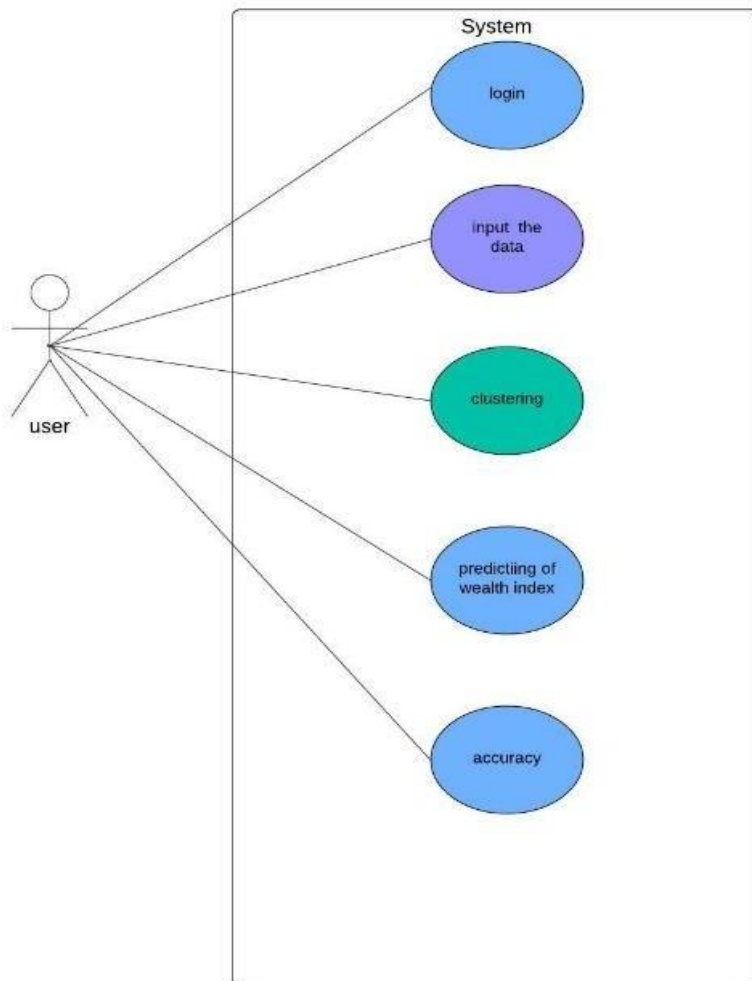 System
login
input the
data
clustering
user
predictiing of
wealth index
accuracy